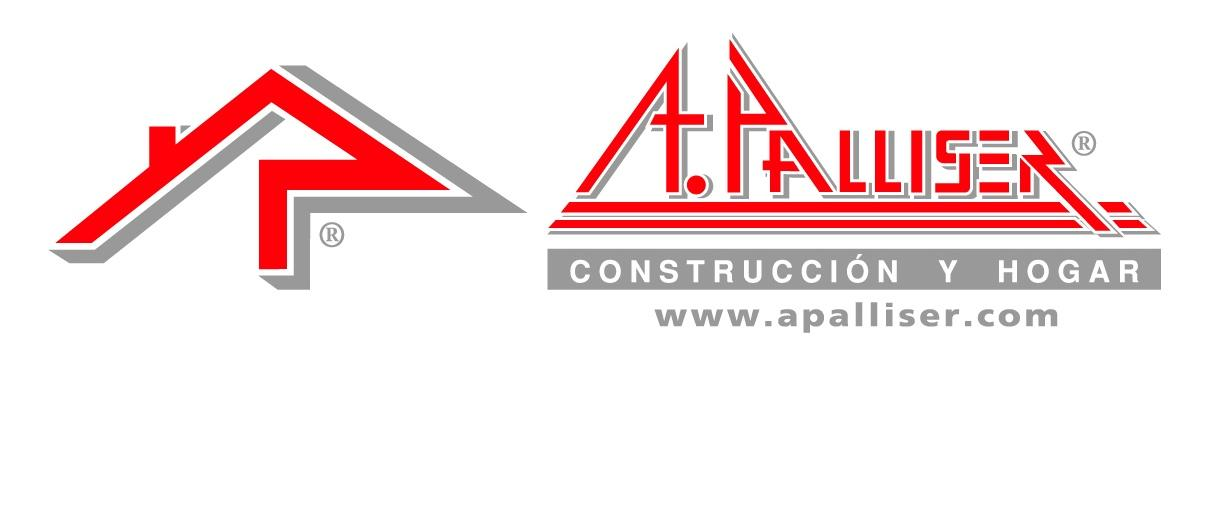 ®
A. PALLISER®
CONSTRUCCIÓN Y HOGAR
www.apalliser.com